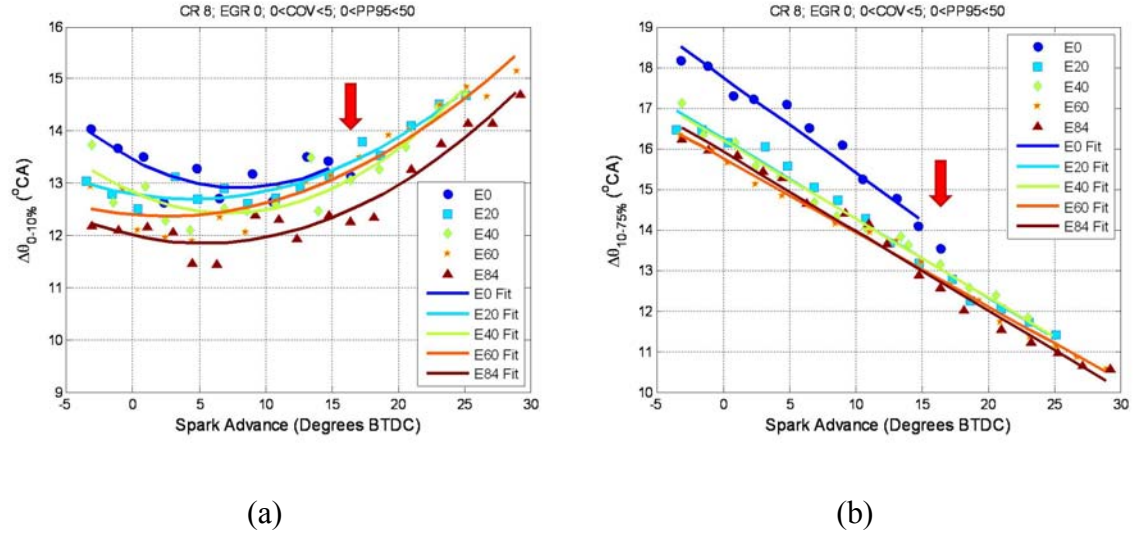 CR 8; EGR 0; 0<COV<5; 0<PP95<50
16
15
14
13
12
11
10
9
Δθ0-10% (°CA)
E0
E20
E40
E60
E84
E0 Fit
E20 Fit
E40 Fit
E60 Fit
E84 Fit
-5 0 5 10 15 20 25 30
Spark Advance (Degrees BTDC)
(a)
CR 8; EGR 0; 0<COV<5; 0<PP95<50
19
18
17
16
15
14
13
12
11
10
Δθ10-75% (°CA)
E0
E20
E40
E60
E84
E0 Fit
E20 Fit
E40 Fit
E60 Fit
E84 Fit
-5 0 5 10 15 20 25 30
Spark Advance (Degrees BTDC)
(b)